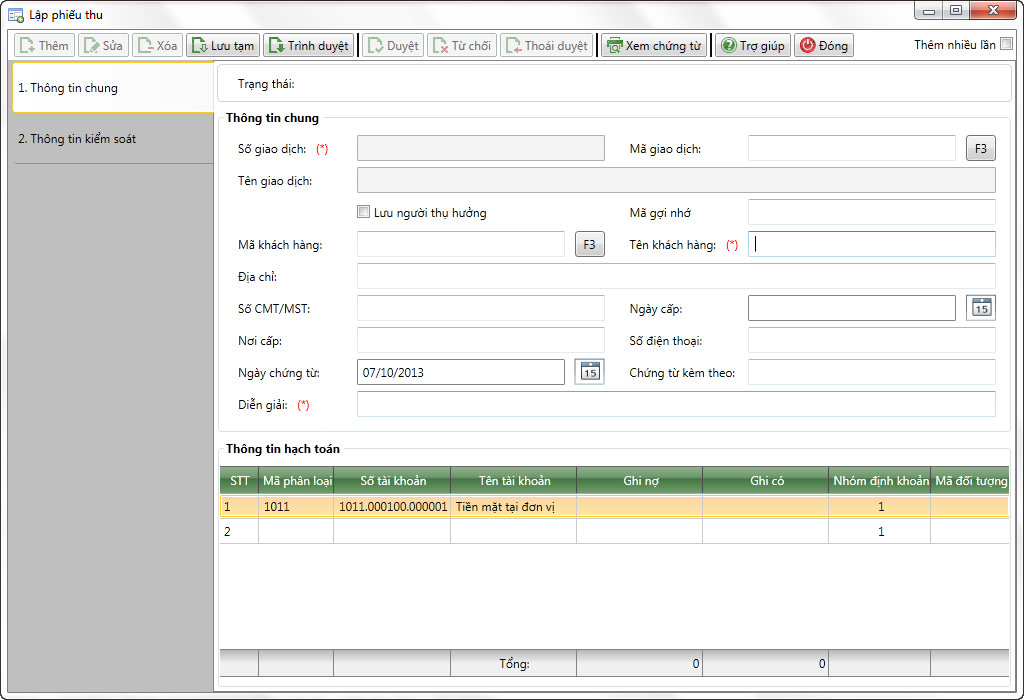 Lập phiếu thu
Thêm Sửa Xóa Lưu tạm Trình duyệt Duyệt Từ chối Thoái duyệt Xem chứng từ Trợ giúp Đóng Thêm nhiều lần
1. Thông tin chung
2. Thông tin kiểm soát
Trạng thái:
Thông tin chung
Số giao dịch: (*) Mã giao dịch: F3
Tên giao dịch:
Lưu người thụ hưởng Mã gợi nhớ
Mã khách hàng: F3 Tên khách hàng: (*)
Địa chỉ:
Số CMT/MST: Ngày cấp: 15
Nơi cấp: Số điện thoại:
Ngày chứng từ: 07/10/2013 15 Chứng từ kèm theo:
Diễn giải: (*)
Thông tin hạch toán
STT Mã phân loại Số tài khoản Tên tài khoản Ghi nợ Ghi có Nhóm định khoản Mã đối tượng
1 1011 1011.000100.000001 Tiền mặt tại đơn vị 1
2 1
Tổng: 0 0